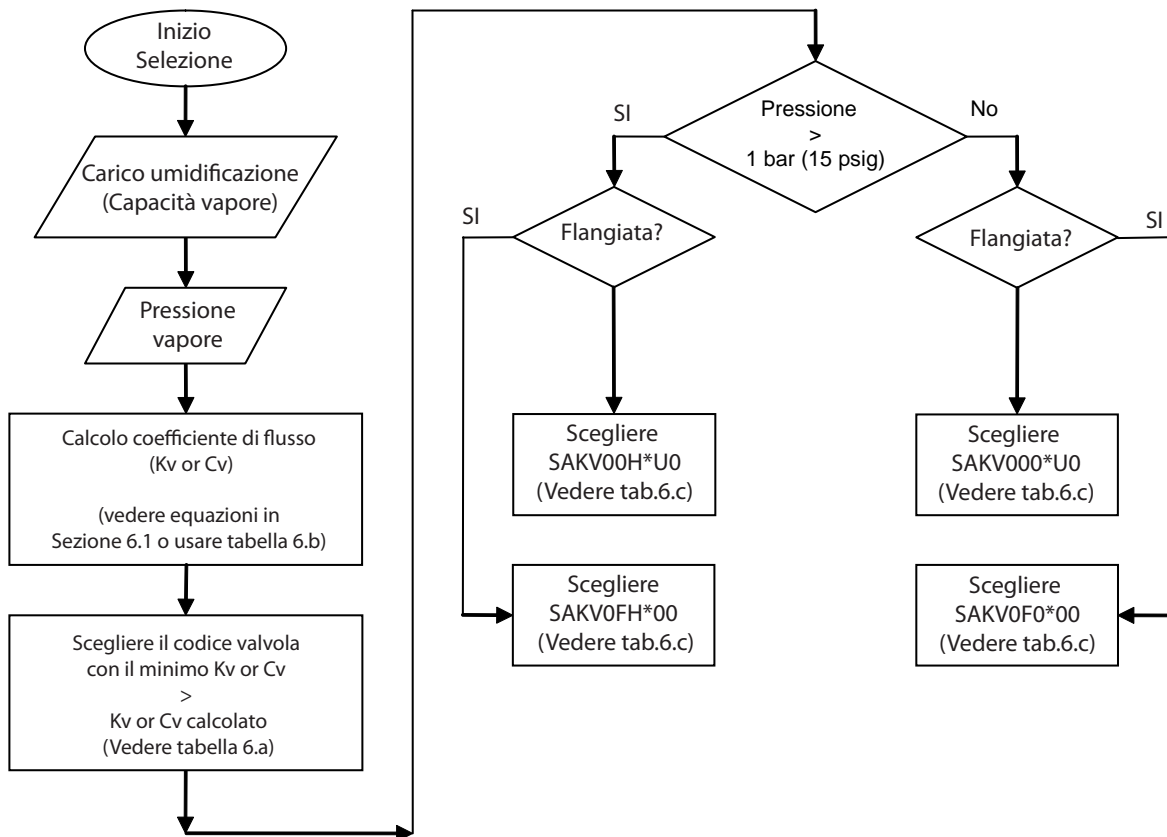 Inizio
Selezione
Carico umidificazione
(Capacità vapore)
Pressione
vapore
Calcolo coefficiente di flusso
(Kv or Cv)
(vedere equazioni in
Sezione 6.1 o usare tabella 6.b)
Scegliere il codice valvola
con il minimo Kv or Cv
>
Kv or Cv calcolato
(Vedere tabella 6.a)
Pressione
>
1 bar (15 psig)
SI
No
Flangiata?
SI
Flangiata?
SI
Scegliere
SAKV00H*U0
(Vedere tab.6.c)
Scegliere
SAKV000*U0
(Vedere tab.6.c)
Scegliere
SAKV0FH*00
(Vedere tab.6.c)
Scegliere
SAKV0F0*00
(Vedere tab.6.c)